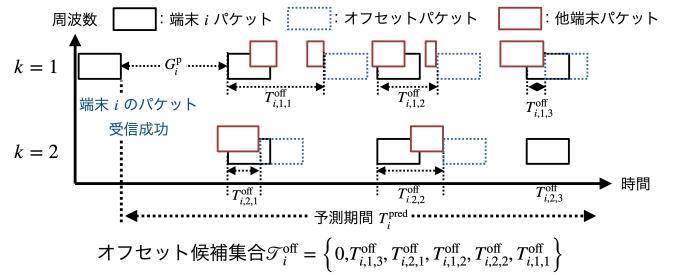 周波数 : 端末 i パケット : オフセットパケット : 他端末パケット
k = 1 G_i^p T_{i,1,1}^{off} T_{i,1,2}^{off} T_{i,1,3}^{off}
端末 i のパケット
受信成功
k = 2 T_{i,2,1}^{off} T_{i.2,2}^{off} T_{i,2,3}^{off}
時間
予測期間 T_i^{pred}
オフセット候補集合 𝒯_i^{off} = {0,T_{i,1,3}^{off}, T_{i,2,1}^{off}, T_{i,1,2}^{off}, T_{i,2,2}^{off}, T_{i,1,1}^{off}}